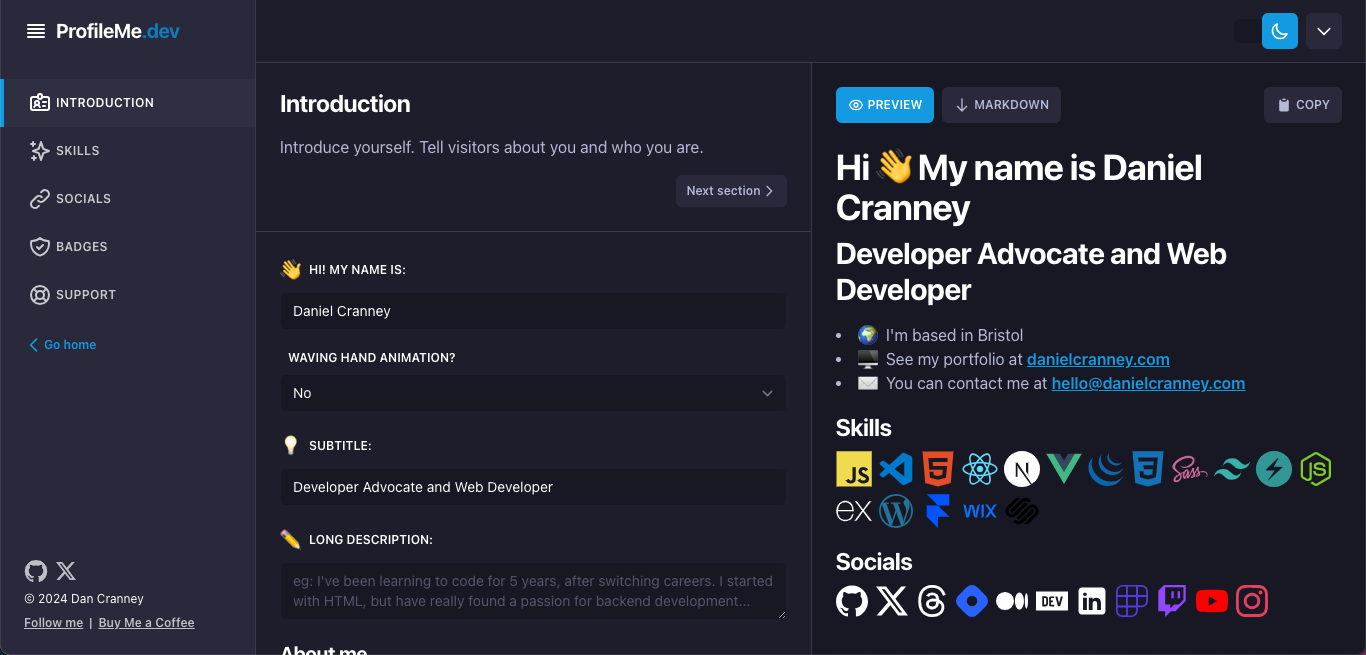 ProfileMe.dev
INTRODUCTION
SKILLS
SOCIALS
BADGES
SUPPORT
Go home
© 2024 Dan Cranney
Follow me | Buy Me a Coffee
Introduction
Introduce yourself. Tell visitors about you and who you are.
Next section
HI! MY NAME IS:
Daniel Cranney
WAVING HAND ANIMATION?
No
SUBTITLE:
Developer Advocate and Web Developer
LONG DESCRIPTION:
eg: I've been learning to code for 5 years, after switching careers. I started
with HTML, but have really found a passion for backend development...
About me
PREVIEW
MARKDOWN
COPY
Hi 👋 My name is Daniel
Cranney
Developer Advocate and Web
Developer
I'm based in Bristol
See my portfolio at danielcranney.com
You can contact me at hello@danielcranney.com
Skills
JS
5
N
3
Sass
JS
EX
W
WIX
Socials
DEV
in